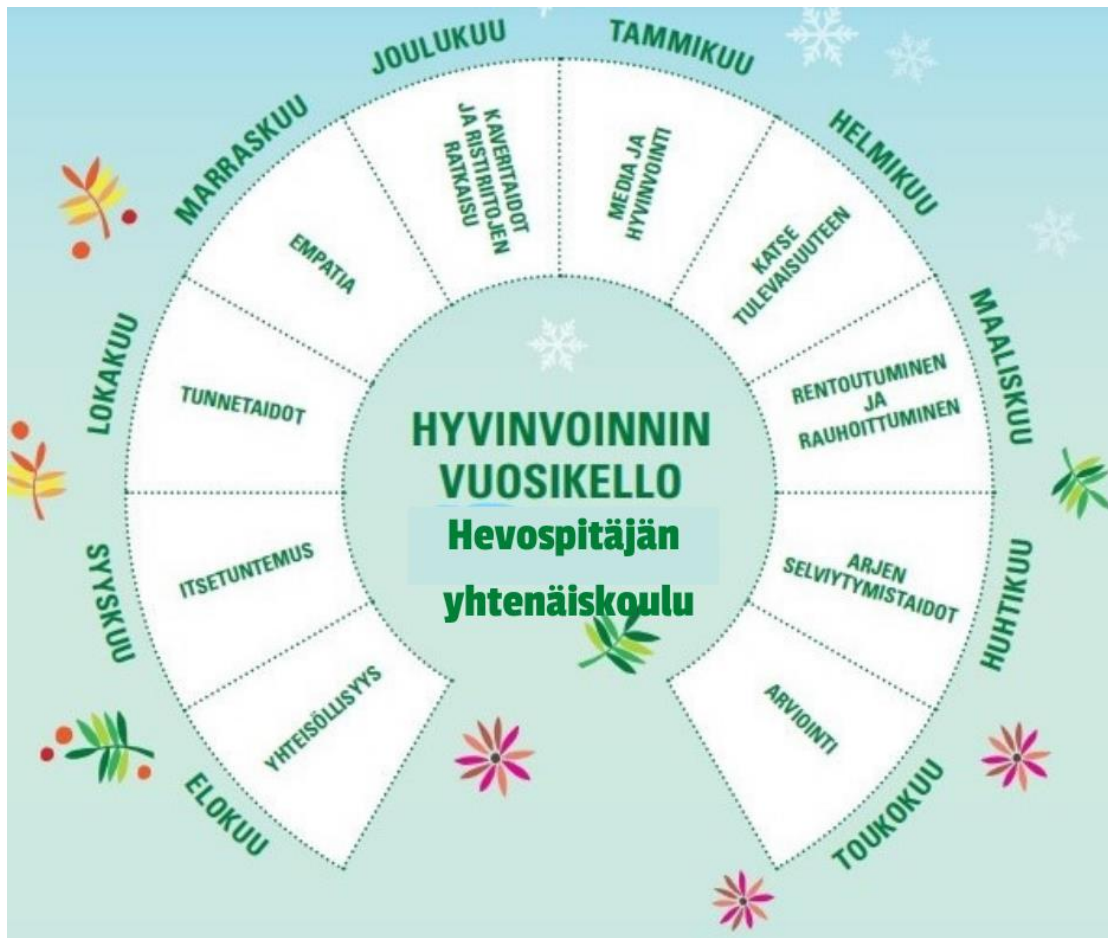 HYVINVOINNIN
VUOSIKELLO
Hevospitäjän
yhtenäiskoulu
ELOKUU
YHTEISÖLLISYYS
SYYSKUU
ITSETUNTEMUS
LOKAKUU
TUNNETAIDOT
MARRASKUU
EMPATIA
JOULUKUU
KAVERITAIDOT
JA RISTIRIITOJEN
RATKAISU
TAMMIKUU
MEDIA JA
HYVINVOINTI
HELMIKUU
KATSE
TULEVAISUUTEEN
MAALISKUU
RENTOUTUMINEN
JA
RAUHOITTUMINEN
HUHTIKUU
ARJEN
SELVIYTYMISTAIDOT
TOUKOKUU
ARVIOINTI